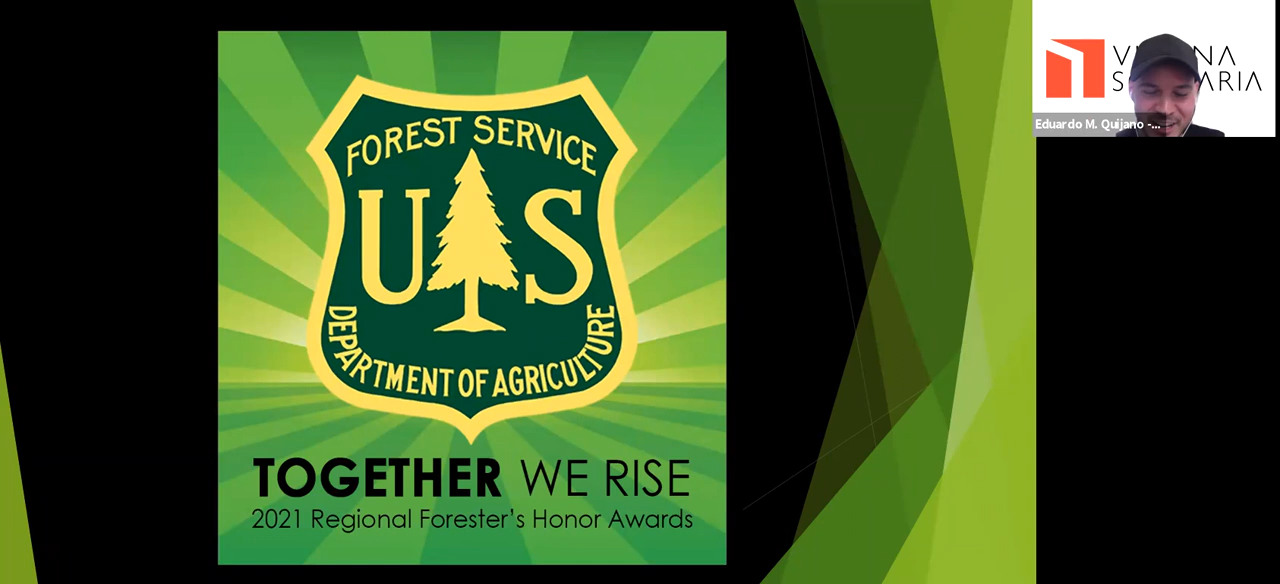 FOREST SERVICE
U S
DEPARTMENT OF AGRICULTURE
TOGETHER WE RISE
2021 Regional Forester's Honor Awards
Eduardo M. Quijano -...